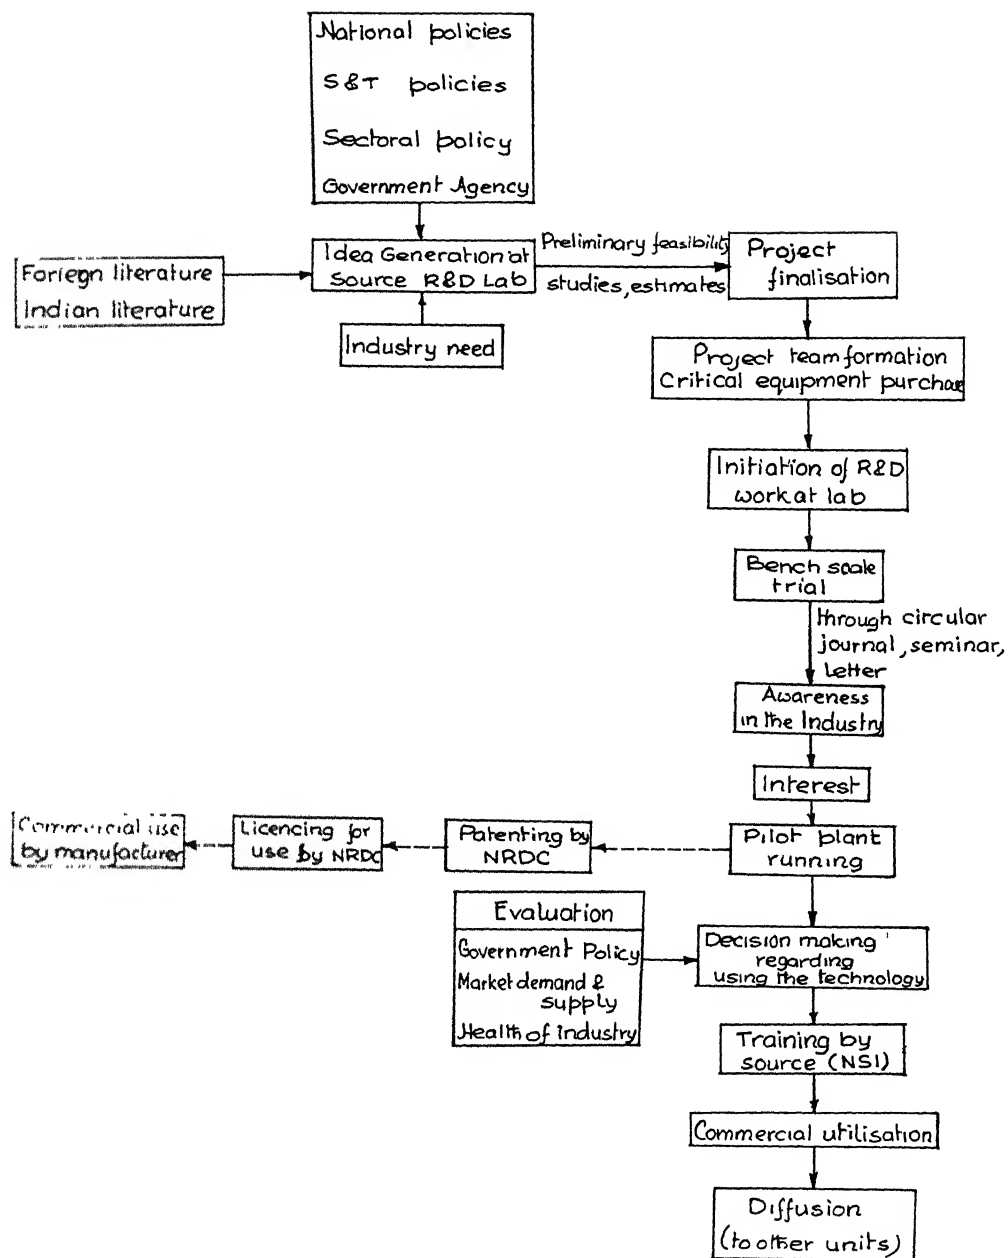 National policies
S&T policies
Sectoral policy
Government Agency
Foriegn literature
Indian literature
Idea Generation at
Source R&D Lab
Industry need
Preliminary feasibility
studies, estimates
Project
finalisation
Project team formation
Critical equipment purchase
Initiation of R&D
work at lab
Bench scale
trial
through circular
journal, seminar,
letter
Awareness
in the Industry
Interest
Pilot plant
running
Patenting by
NRDC
Licencing for
use by NRDC
Commercial use
by manufacturer
Evaluation
Government Policy
Market demand &
supply
Health of industry
Decision making
regarding
using the technology
Training by
source (NSI)
Commercial utilisation
Diffusion
(to other units)